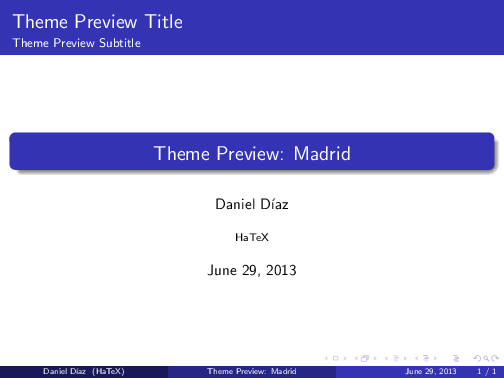 Theme Preview Title
Theme Preview Subtitle
Theme Preview: Madrid
Daniel Díaz
HaTeX
June 29, 2013
Daniel Díaz (HaTeX) Theme Preview: Madrid June 29, 2013 1 / 1